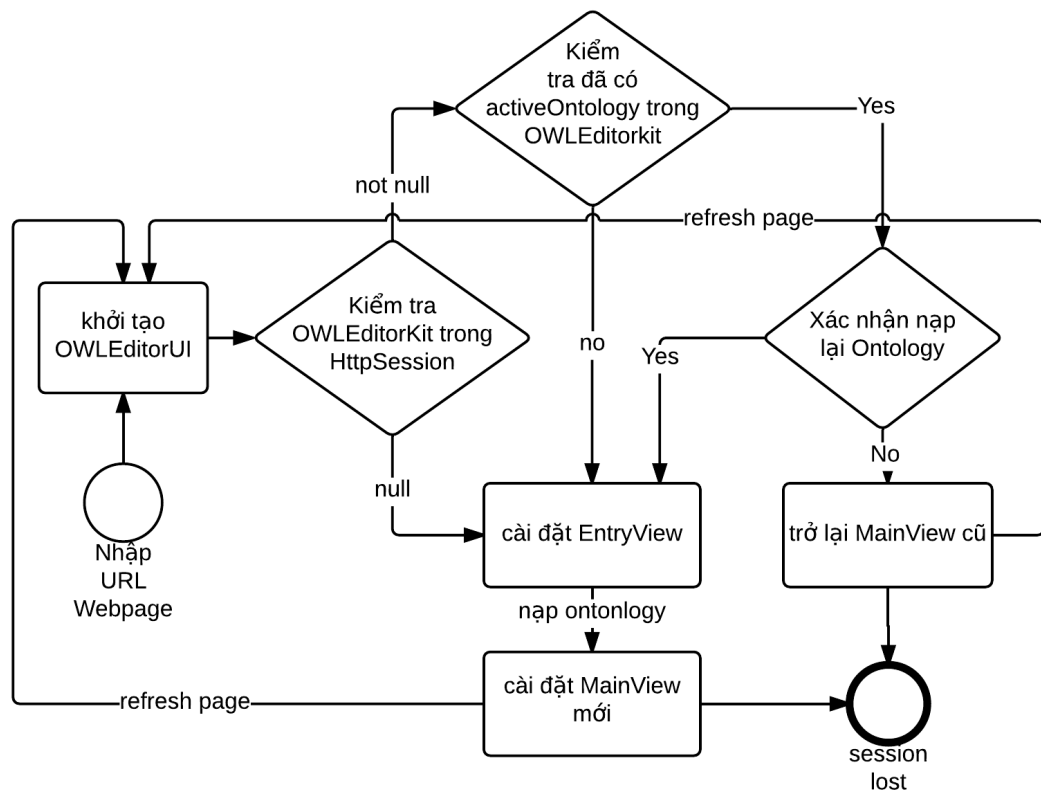 Kiểm
tra đã có
activeOntology trong
OWLEditorkit
Yes
not null
refresh page
khởi tạo
OWLEditorUI
Kiểm tra
OWLEditorKit trong
HttpSession
no
Yes
Xác nhận nạp
lại Ontology
No
null
cài đặt EntryView
trở lại MainView cũ
Nhập
URL
Webpage
nạp ontonlogy
refresh page
cài đặt MainView
mới
session
lost